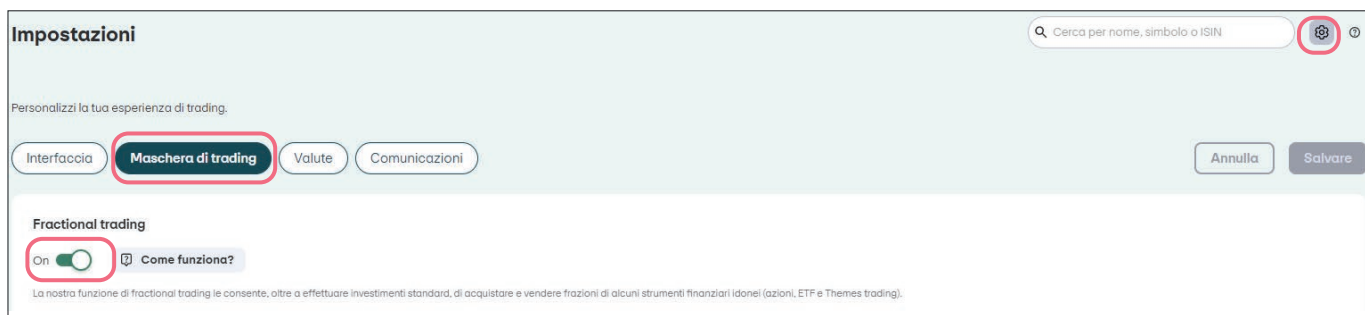 Impostazioni
Cerca per nome, simbolo o ISIN
Personalizzi la tua esperienza di trading.
Interfaccia Maschera di trading Valute Comunicazioni Annulla Salvare
Fractional trading
On Come funziona?
La nostra funzione di fractional trading le consente, oltre a effettuare investimenti standard, di acquistare e vendere frazioni di alcuni strumenti finanziari idonei (azioni, ETF e Themes trading).